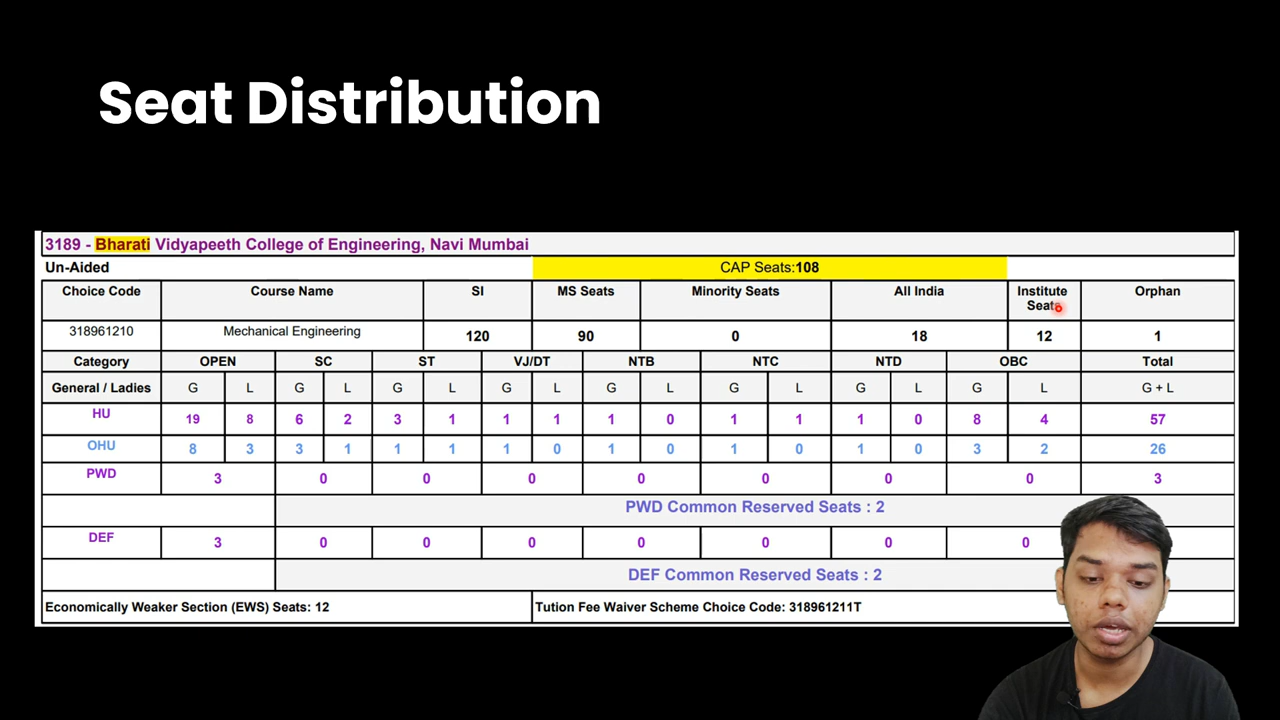 Seat Distribution
3189 - Bharati Vidyapeeth College of Engineering, Navi Mumbai
Un-Aided CAP Seats:108
Choice Code Course Name SI MS Seats Minority Seats All India Institute Seats Orphan
318961210 Mechanical Engineering 120 90 0 18 12 1
Category OPEN SC ST VJ/DT NTB NTC NTD OBC Total
General / Ladies G L G L G L G L G L G L G L G L G + L
HU 19 8 6 2 3 1 1 1 1 0 1 1 1 0 8 4 57
OHU 8 3 3 1 1 1 1 0 1 0 1 0 1 0 3 2 26
PWD 3 0 0 0 0 0 0 0 3
PWD Common Reserved Seats : 2
DEF 3 0 0 0 0 0 0 0
DEF Common Reserved Seats : 2
Economically Weaker Section (EWS) Seats: 12 Tution Fee Waiver Scheme Choice Code: 318961211T